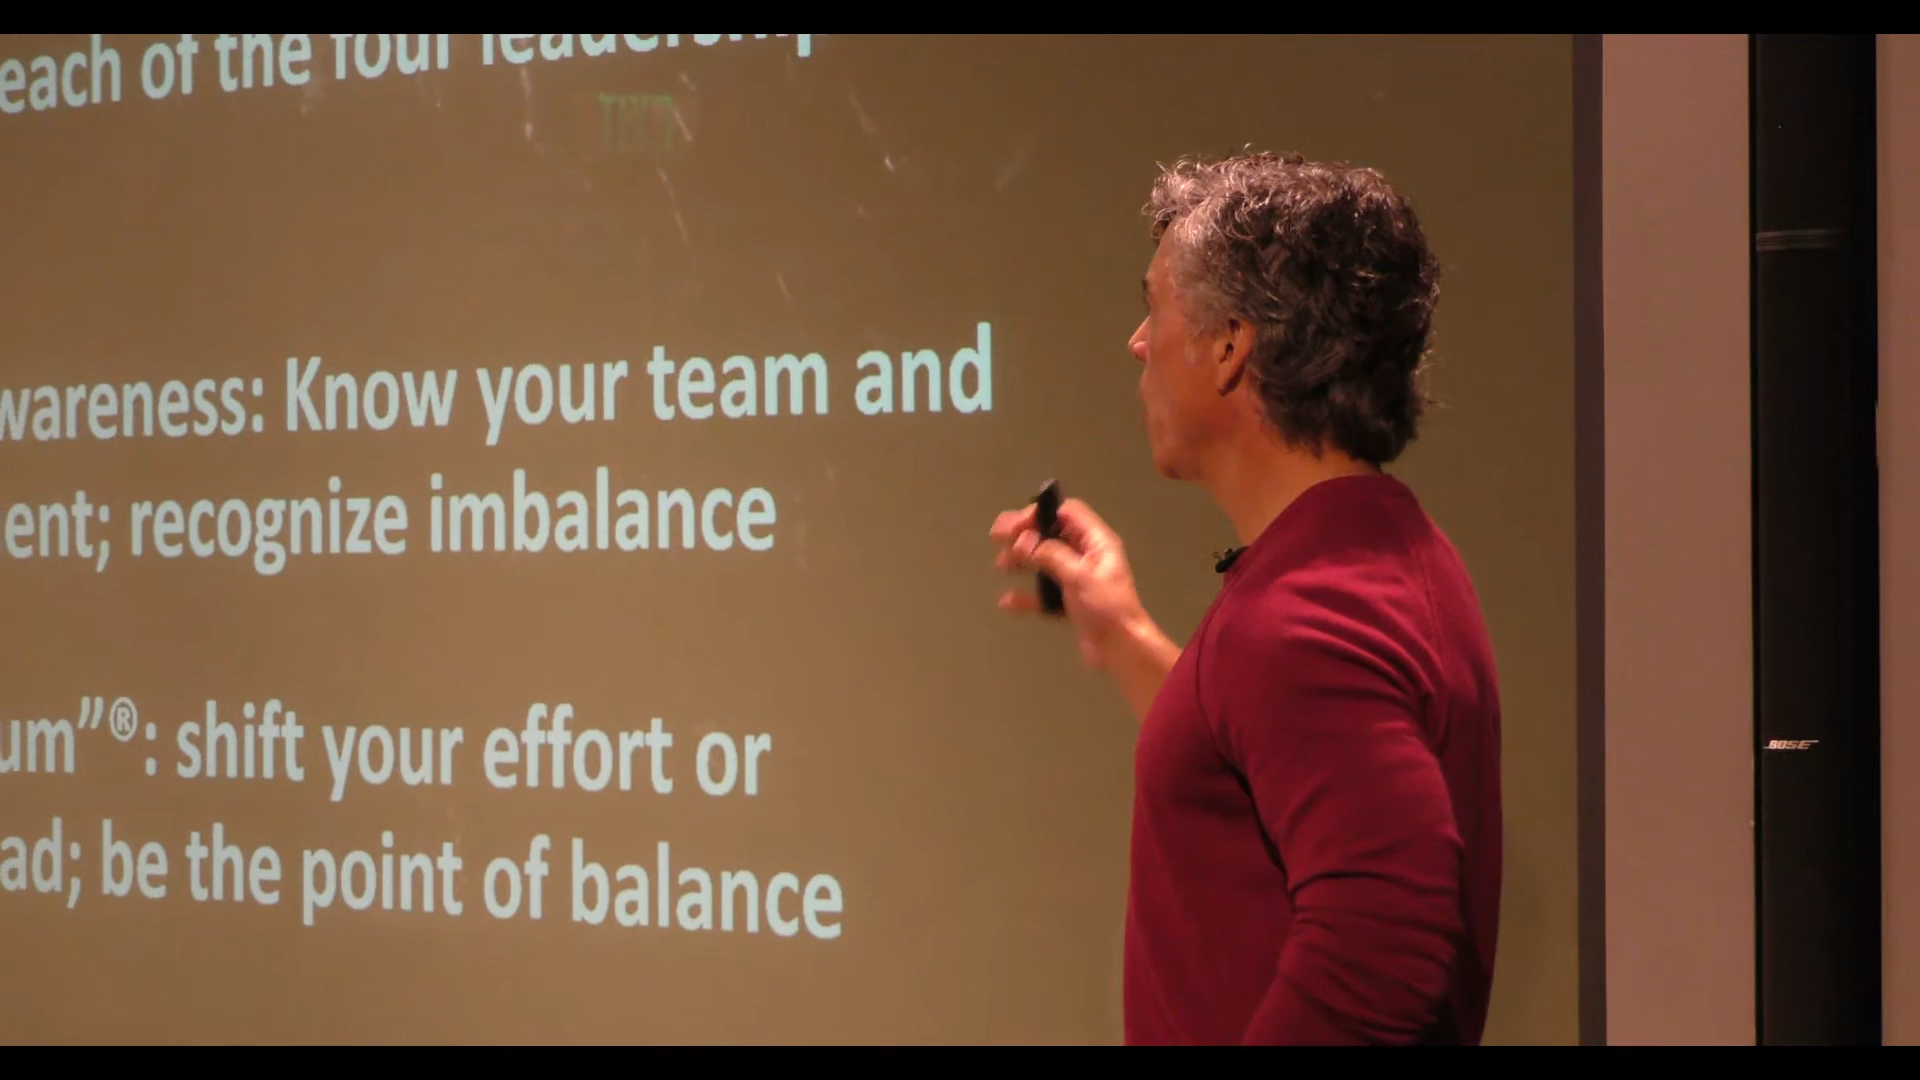 each of the four leadership
wareness: Know your team and
ent; recognize imbalance
um”®: shift your effort or
ad; be the point of balance
BOSE